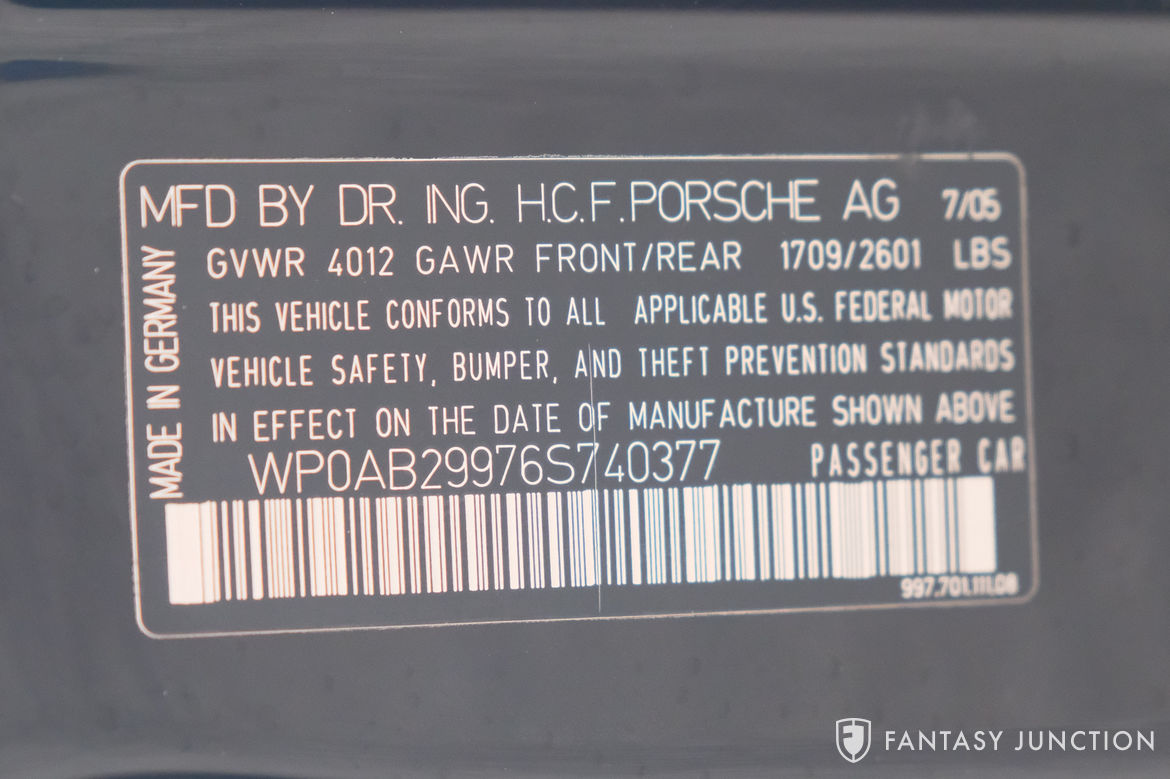 MFD BY DR. ING. H.C.F. PORSCHE AG 7/05
GVWR 4012 GAWR FRONT/REAR 1709/2601 LBS
THIS VEHICLE CONFORMS TO ALL APPLICABLE U.S. FEDERAL MOTOR
VEHICLE SAFETY, BUMPER, AND THEFT PREVENTION STANDARDS
IN EFFECT ON THE DATE OF MANUFACTURE SHOWN ABOVE
WP0AB29976S740377 PASSENGER CAR
MADE IN GERMANY
997.701.111.08
FANTASY JUNCTION